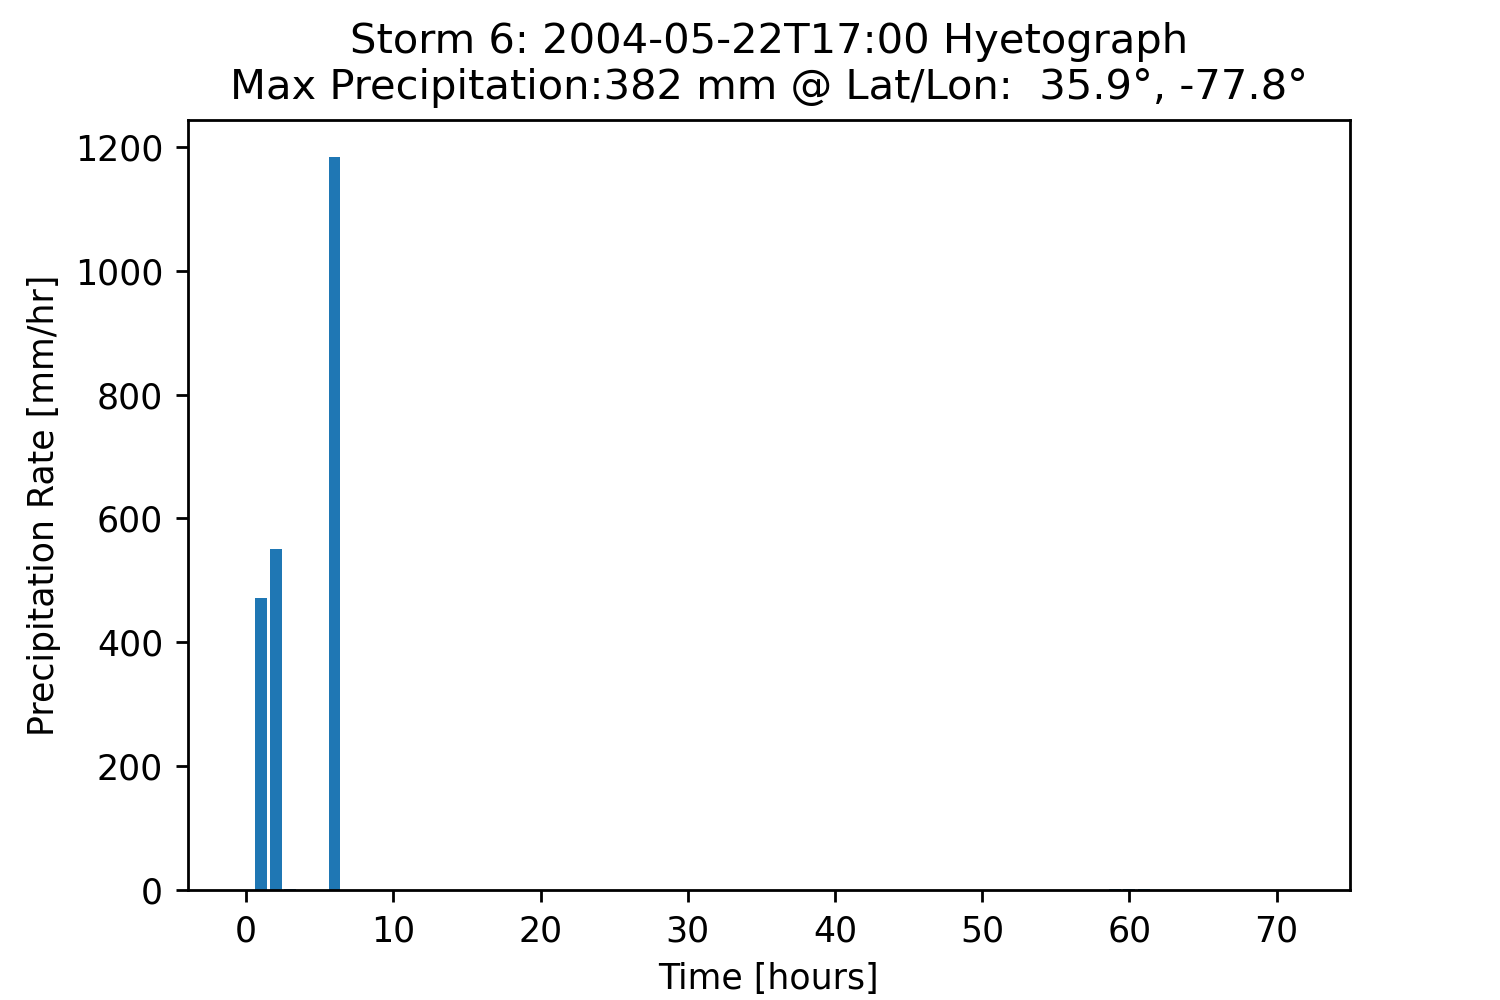 Storm 6: 2004-05-22T17:00 Hyetograph
Max Precipitation:382 mm @ Lat/Lon:  35.9°, -77.8°
1200
1000
800
600
400
200
0
Precipitation Rate [mm/hr]
0 10 20 30 40 50 60 70
Time [hours]